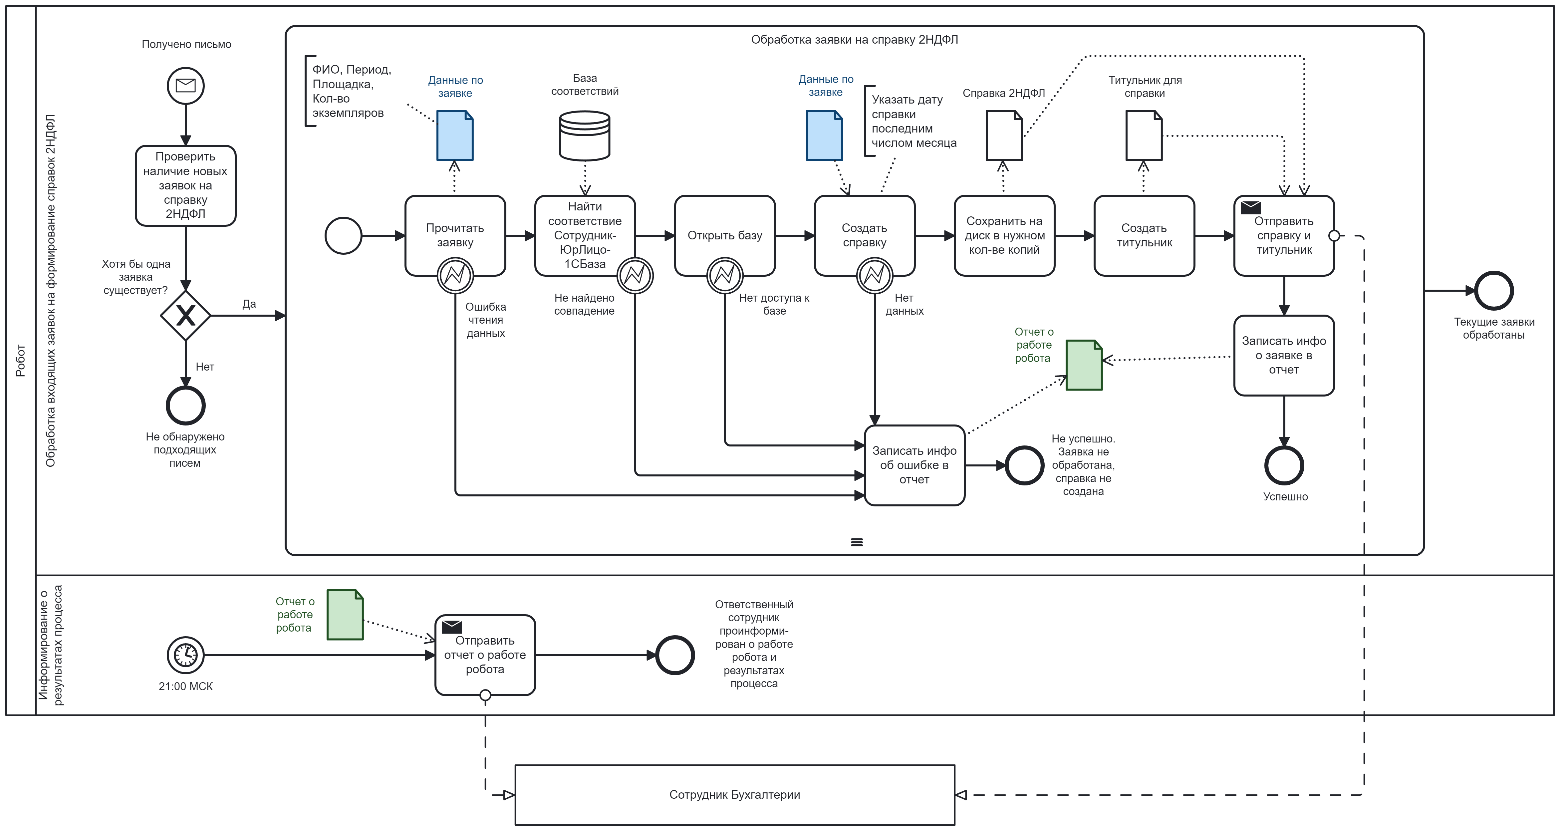 Робот
Обработка входящих заявок на формирование справок 2НДФЛ
Получено письмо
Проверить
наличие новых
заявок на
справку
2НДФЛ
Хотя бы одна
заявка
существует?
Да
Нет
Не обнаружено
подходящих
писем
Обработка заявки на справку 2НДФЛ
ФИО, Период,
Площадка,
Кол-во
экземпляров
Данные по
заявке
База
соответствий
Данные по
заявке
Указать дату
справки
последним
числом месяца
Справка 2НДФЛ
Титульник для
справки
Прочитать
заявку
Найти
соответствие
Сотрудник-
ЮрЛицо-
1СБаза
Открыть базу
Создать
справку
Сохранить на
диск в нужном
кол-ве копий
Создать
титульник
Отправить
справку и
титульник
Ошибка
чтения
данных
Не найдено
совпадение
Нет доступа к
базе
Нет
данных
Отчет о
работе
робота
Записать инфо
о заявке в
отчет
Записать инфо
об ошибке в
отчет
Не успешно.
Заявка не
обработана,
справка не
создана
Успешно
Текущие заявки
обработаны
Информирование о
результатах процесса
21:00 МСК
Отчет о
работе
робота
Отправить
отчет о работе
робота
Ответственный
сотрудник
проинформи-
рован о работе
робота и
результатах
процесса
Сотрудник Бухгалтерии